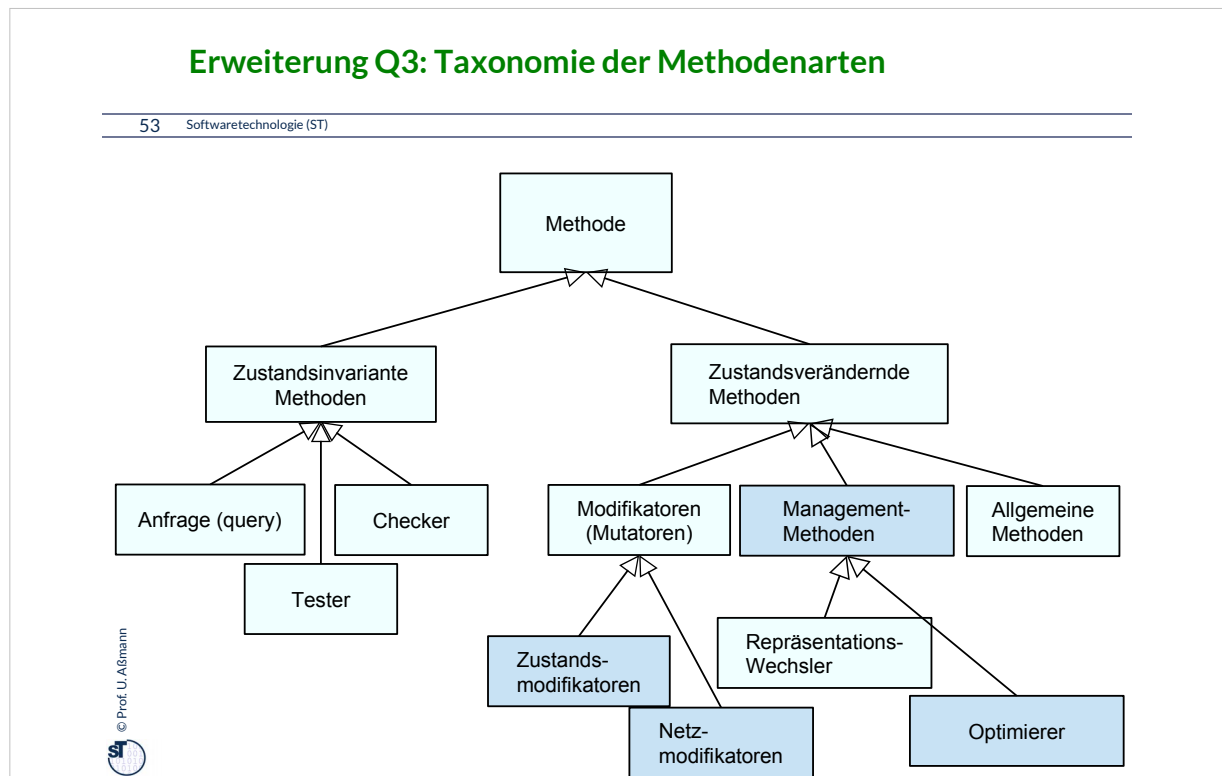 Erweiterung Q3: Taxonomie der Methodenarten
53 Softwaretechnologie (ST)
Methode
Zustandsinvariante
Methoden
Zustandsverändernde
Methoden
Anfrage (query)
Checker
Tester
Modifikatoren
(Mutatoren)
Management-
Methoden
Allgemeine
Methoden
Zustands-
modifikatoren
Netz-
modifikatoren
Repräsentations-
Wechsler
Optimierer
© Prof. U. Aßmann
ST